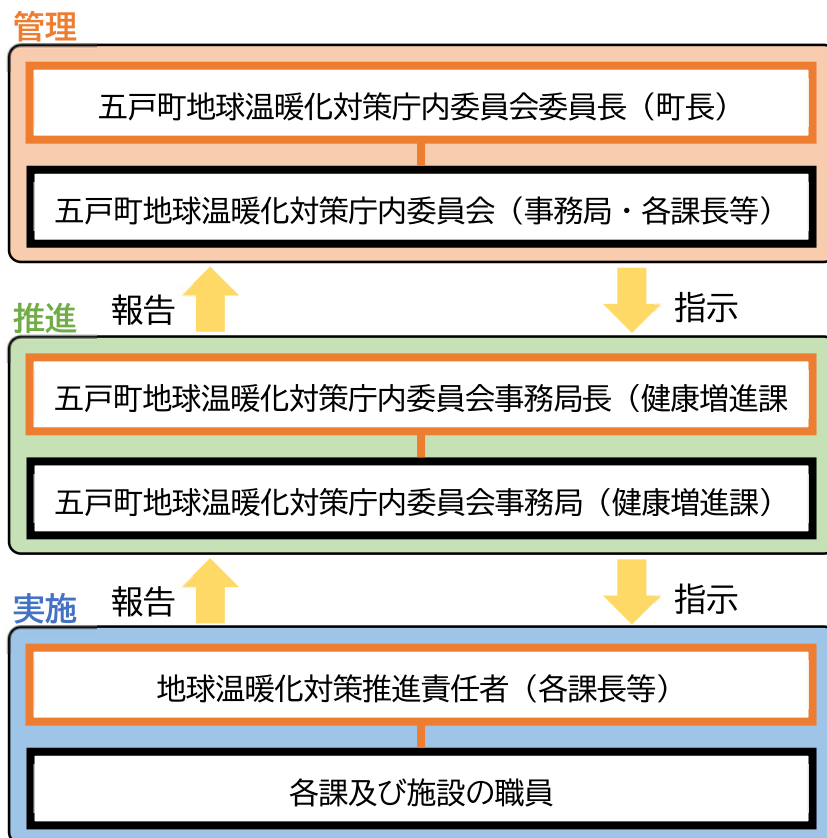 管理
五戸町地球温暖化対策庁内委員会委員長（町長）
五戸町地球温暖化対策庁内委員会（事務局・各課長等）
報告
指示
推進
五戸町地球温暖化対策庁内委員会事務局長（健康増進課
五戸町地球温暖化対策庁内委員会事務局（健康増進課）
報告
指示
実施
地球温暖化対策推進責任者（各課長等）
各課及び施設の職員